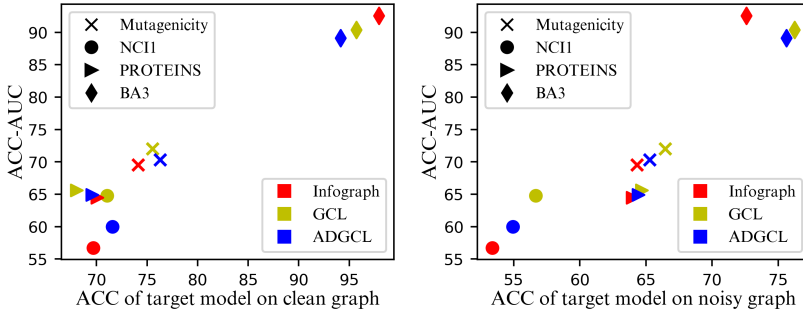 Mutagenicity
NCI1
PROTEINS
BA3
Infograph
GCL
ADGCL
ACC-AUC
90
85
80
75
70
65
60
55
70
75
80
85
90
95
ACC of target model on clean graph
Mutagenicity
NCI1
PROTEINS
BA3
Infograph
GCL
ADGCL
ACC-AUC
90
85
80
75
70
65
60
55
55
60
65
70
75
ACC of target model on noisy graph